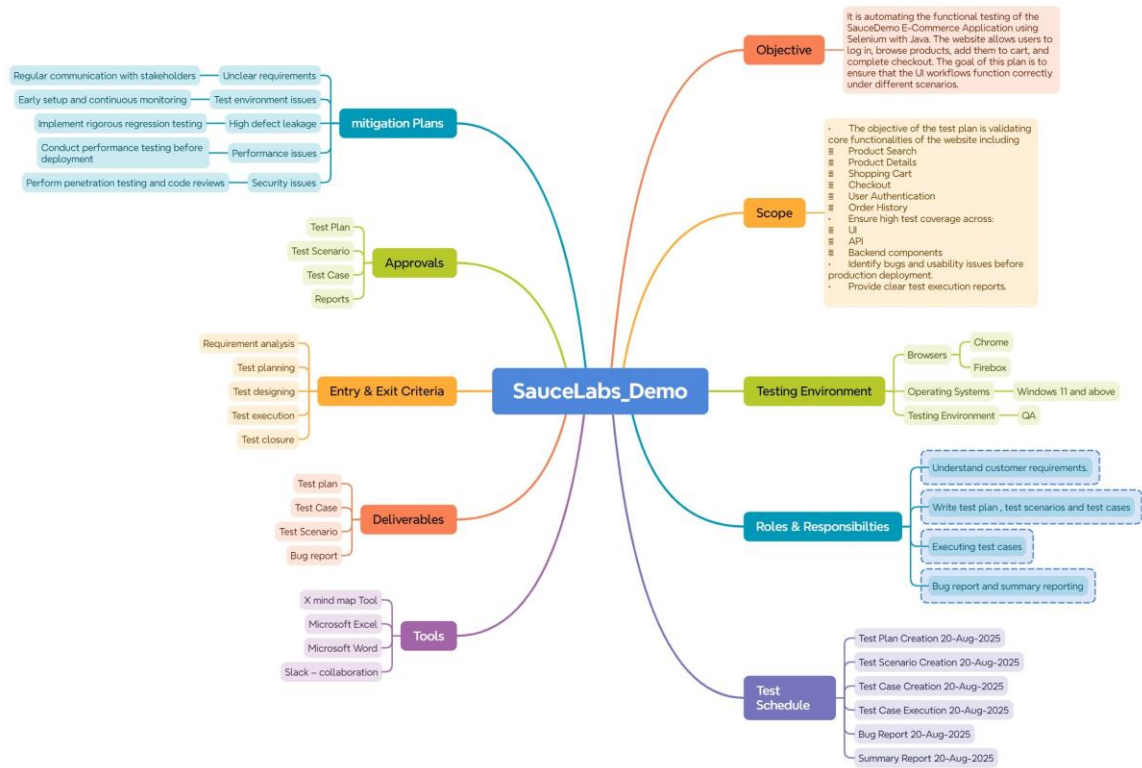 SauceLabs_Demo
Objective
It is automating the functional testing of the
SauceDemo E-Commerce Application using
Selenium with Java. The website allows users to
log in, browse products, add them to cart, and
complete checkout. The goal of this plan is to
ensure that the UI workflows function correctly
under different scenarios.
Scope
• The objective of the test plan is validating
core functionalities of the website including
Product Search
Product Details
Shopping Cart
Checkout
User Authentication
Order History
• Ensure high test coverage across:
UI
API
Backend components
• Identify bugs and usability issues before
production deployment.
• Provide clear test execution reports.
Testing Environment
Browsers
Chrome
Firebox
Operating Systems
Windows 11 and above
Testing Environment
QA
Roles & Responsibilties
Understand customer requirements.
Write test plan , test scenarios and test cases
Executing test cases
Bug report and summary reporting
Test
Schedule
Test Plan Creation 20-Aug-2025
Test Scenario Creation 20-Aug-2025
Test Case Creation 20-Aug-2025
Test Case Execution 20-Aug-2025
Bug Report 20-Aug-2025
Summary Report 20-Aug-2025
mitigation Plans
Unclear requirements
Regular communication with stakeholders
Test environment issues
Early setup and continuous monitoring
High defect leakage
Implement rigorous regression testing
Performance issues
Conduct performance testing before
deployment
Security issues
Perform penetration testing and code reviews
Approvals
Test Plan
Test Scenario
Test Case
Reports
Entry & Exit Criteria
Requirement analysis
Test planning
Test designing
Test execution
Test closure
Deliverables
Test plan
Test Case
Test Scenario
Bug report
Tools
X mind map Tool
Microsoft Excel
Microsoft Word
Slack – collaboration